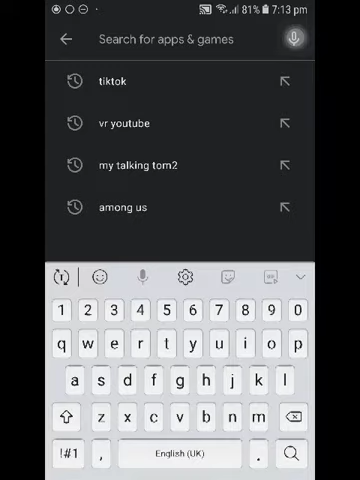 81% 7:13 pm
Search for apps & games
tiktok
vr youtube
my talking tom2
among us
T
1 2 3 4 5 6 7 8 9 0
q w e r t y u i o p
a s d f g h j k l
z x c v b n m
!#1 , English (UK) .